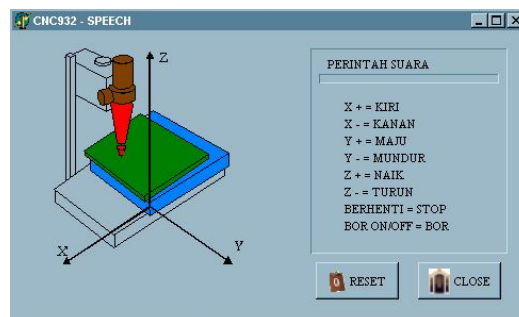 CNC932 - SPEECH
Z
X
Y
PERINTAH SUARA
X + = KIRI
X - = KANAN
Y + = MAJU
Y - = MUNDUR
Z + = NAIK
Z - = TURUN
BERHENTI = STOP
BOR ON/OFF = BOR
RESET
CLOSE